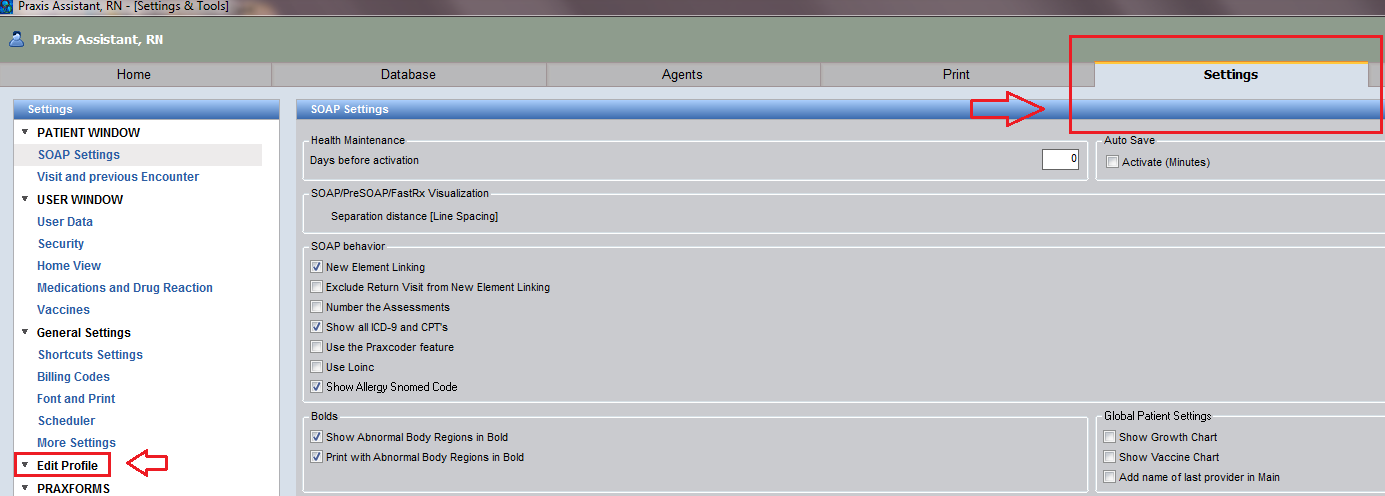 Praxis Assistant, RN - [Settings & Tools]
Praxis Assistant, RN
Home
Database
Agents
Print
Settings
Settings
PATIENT WINDOW
SOAP Settings
Visit and previous Encounter
USER WINDOW
User Data
Security
Home View
Medications and Drug Reaction
Vaccines
General Settings
Shortcuts Settings
Billing Codes
Font and Print
Scheduler
More Settings
Edit Profile
PRAXFORMS
SOAP Settings
Health Maintenance
Days before activation
0
Auto Save
Activate (Minutes)
SOAP/PreSOAP/FastRx Visualization
Separation distance [Line Spacing]
SOAP behavior
New Element Linking
Exclude Return Visit from New Element Linking
Number the Assessments
Show all ICD-9 and CPT's
Use the Praxcoder feature
Use Loinc
Show Allergy Snomed Code
Bolds
Show Abnormal Body Regions in Bold
Print with Abnormal Body Regions in Bold
Global Patient Settings
Show Growth Chart
Show Vaccine Chart
Add name of last provider in Main